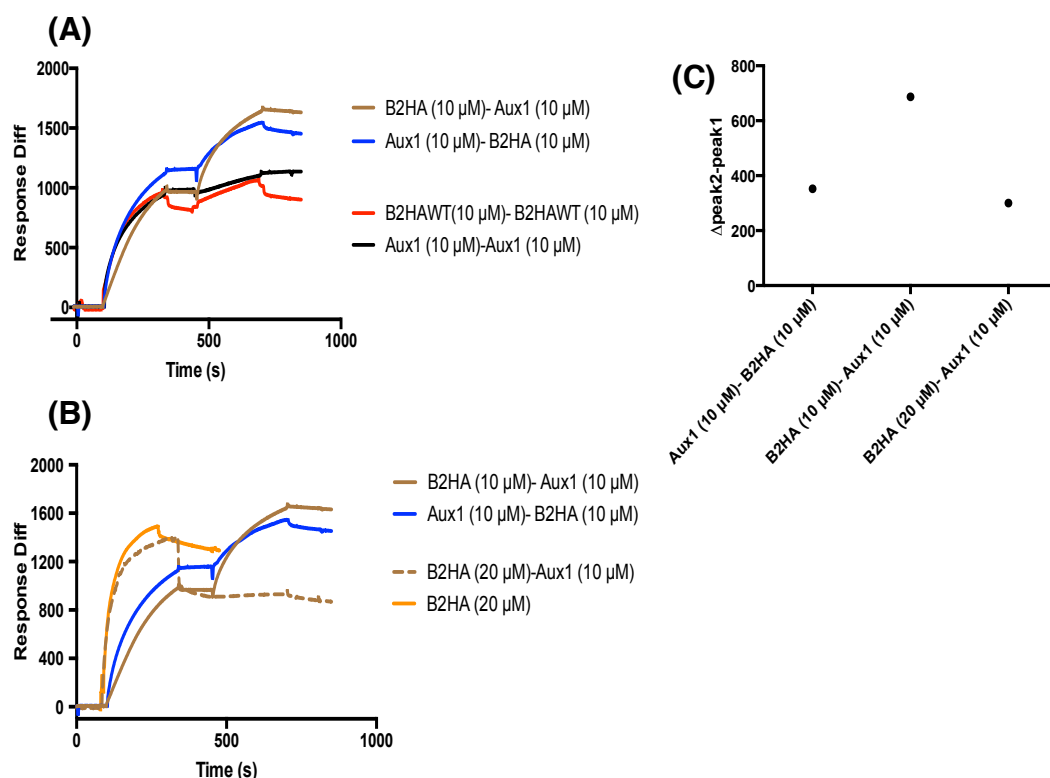 (A)
2000
1500
1000
500
0
Response Diff
0
500
1000
Time (s)
B2HA (10 µM)- Aux1 (10 µM)
Aux1 (10 µM)- B2HA (10 µM)
B2HAWT(10 µM)- B2HAWT (10 µM)
Aux1 (10 µM)-Aux1 (10 µM)
(C)
800
600
400
200
0
Δpeak2-peak1
Aux1 (10 µM)- B2HA (10 µM)
B2HA (10 µM)- Aux1 (10 µM)
B2HA (20 µM)- Aux1 (10 µM)
(B)
2000
1600
1200
800
400
0
Response Diff
0
500
1000
Time (s)
B2HA (10 µM)- Aux1 (10 µM)
Aux1 (10 µM)- B2HA (10 µM)
B2HA (20 µM)-Aux1 (10 µM)
B2HA (20 µM)